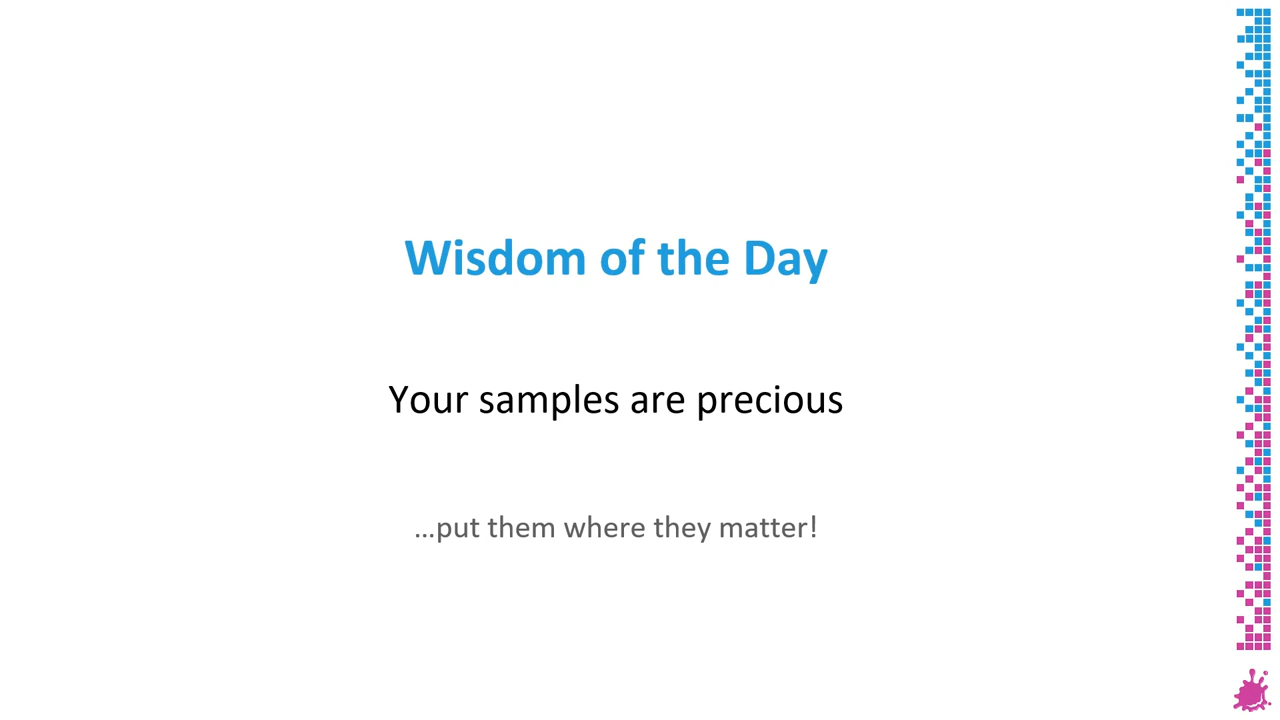 Wisdom of the Day
Your samples are precious
…put them where they matter!